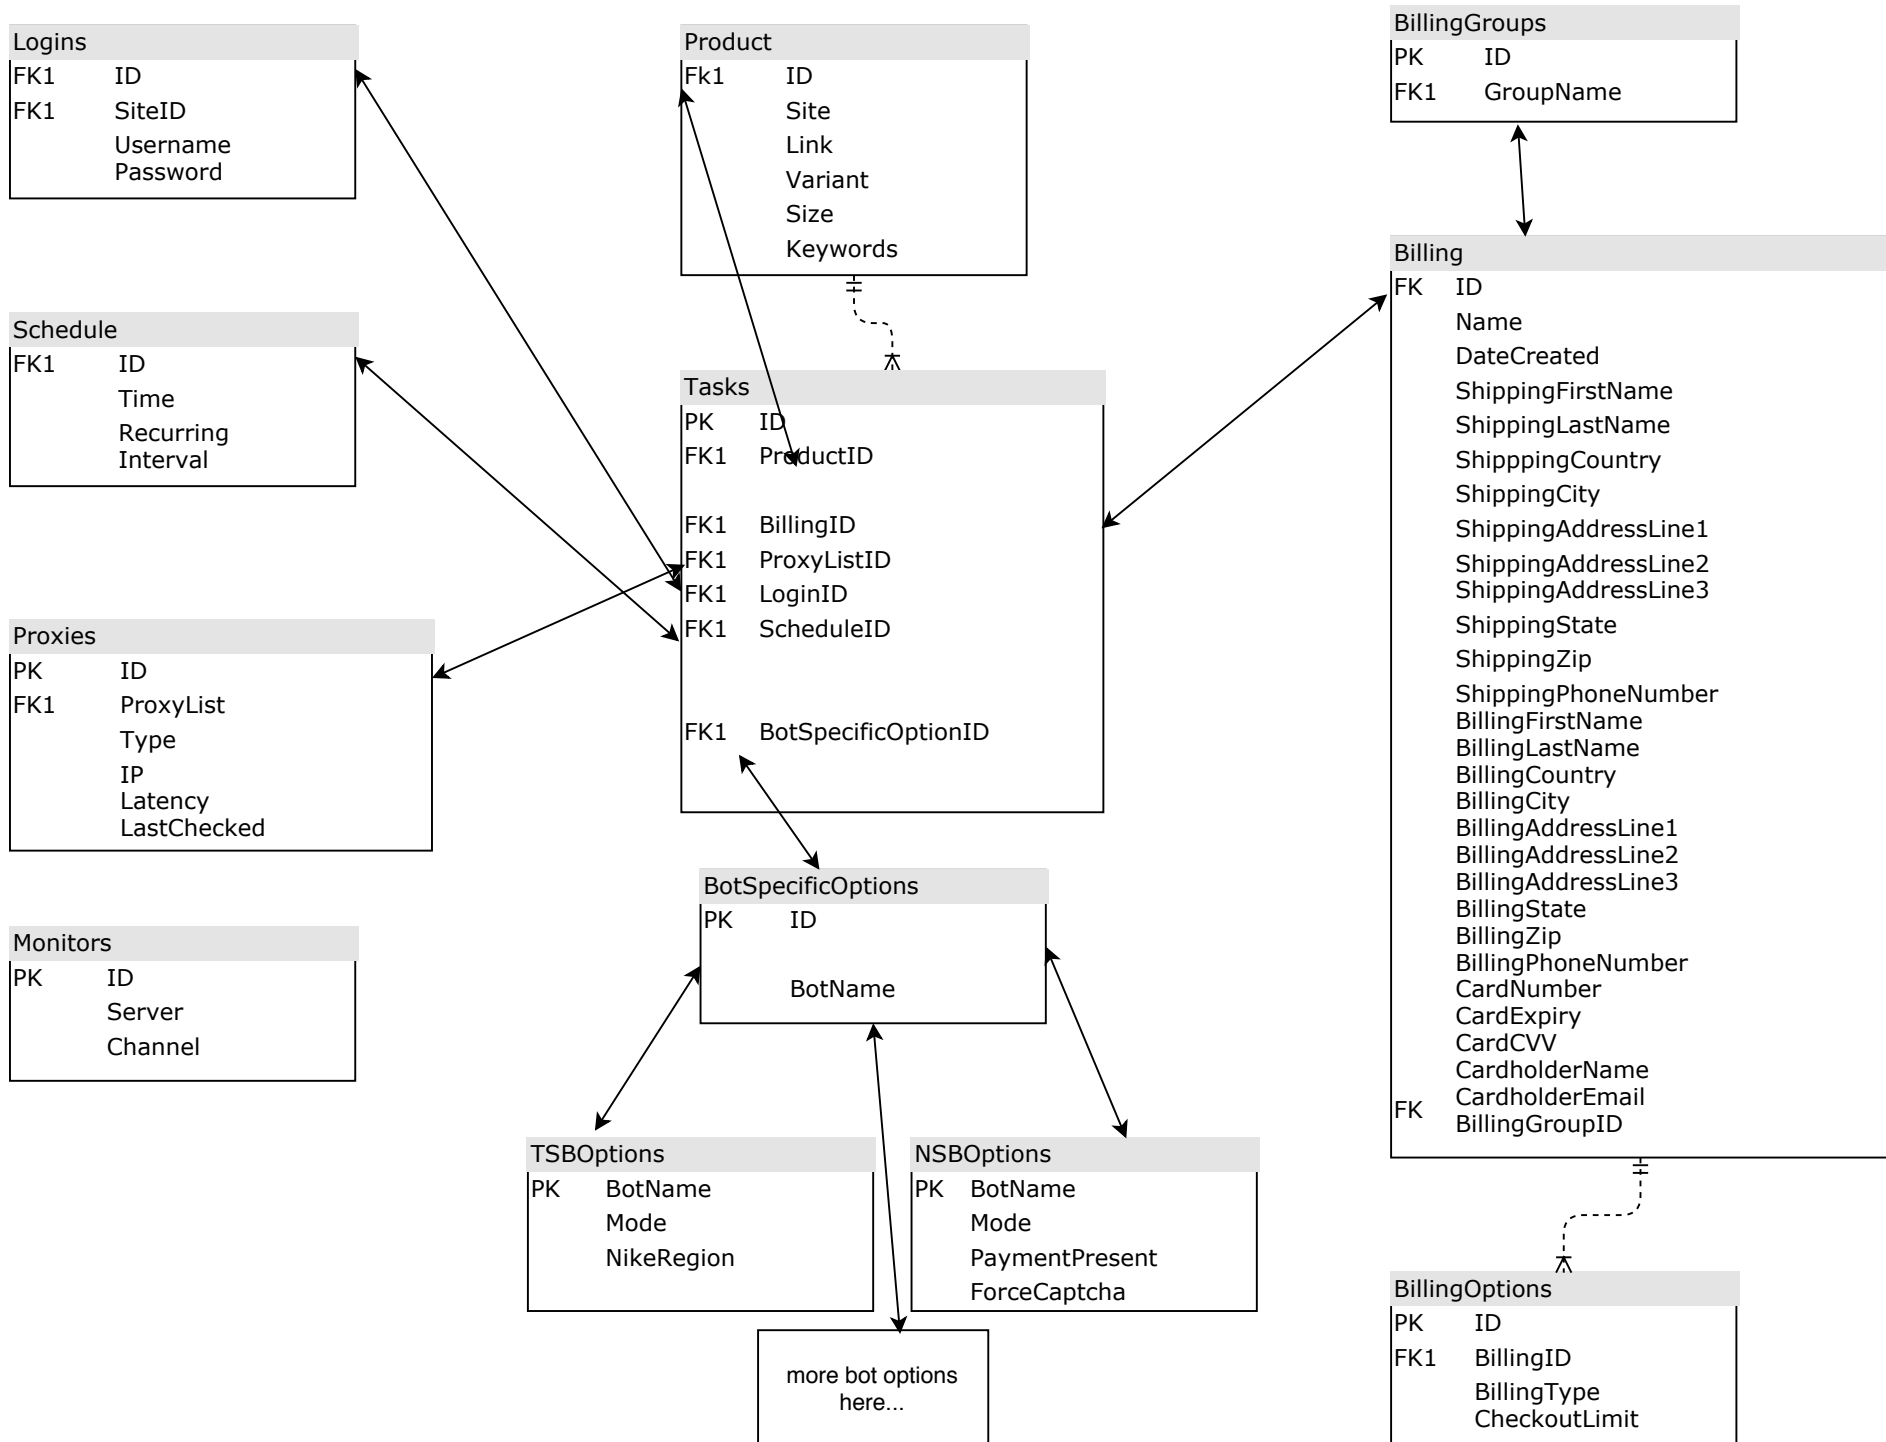 Logins
FK1 ID
FK1 SiteID
Username
Password
Product
Fk1 ID
Site
Link
Variant
Size
Keywords
BillingGroups
PK ID
FK1 GroupName
Schedule
FK1 ID
Time
Recurring
Interval
Tasks
PK ID
FK1 ProductID
FK1 BillingID
FK1 ProxyListID
FK1 LoginID
FK1 ScheduleID
FK1 BotSpecificOptionID
Billing
FK ID
Name
DateCreated
ShippingFirstName
ShippingLastName
ShipppingCountry
ShippingCity
ShippingAddressLine1
ShippingAddressLine2
ShippingAddressLine3
ShippingState
ShippingZip
ShippingPhoneNumber
BillingFirstName
BillingLastName
BillingCountry
BillingCity
BillingAddressLine1
BillingAddressLine2
BillingAddressLine3
BillingState
BillingZip
BillingPhoneNumber
CardNumber
CardExpiry
CardCVV
CardholderName
CardholderEmail
FK BillingGroupID
Proxies
PK ID
FK1 ProxyList
Type
IP
Latency
LastChecked
BotSpecificOptions
PK ID
BotName
Monitors
PK ID
Server
Channel
TSBOptions
PK BotName
Mode
NikeRegion
NSBOptions
PK BotName
Mode
PaymentPresent
ForceCaptcha
more bot options
here...
BillingOptions
PK ID
FK1 BillingID
BillingType
CheckoutLimit